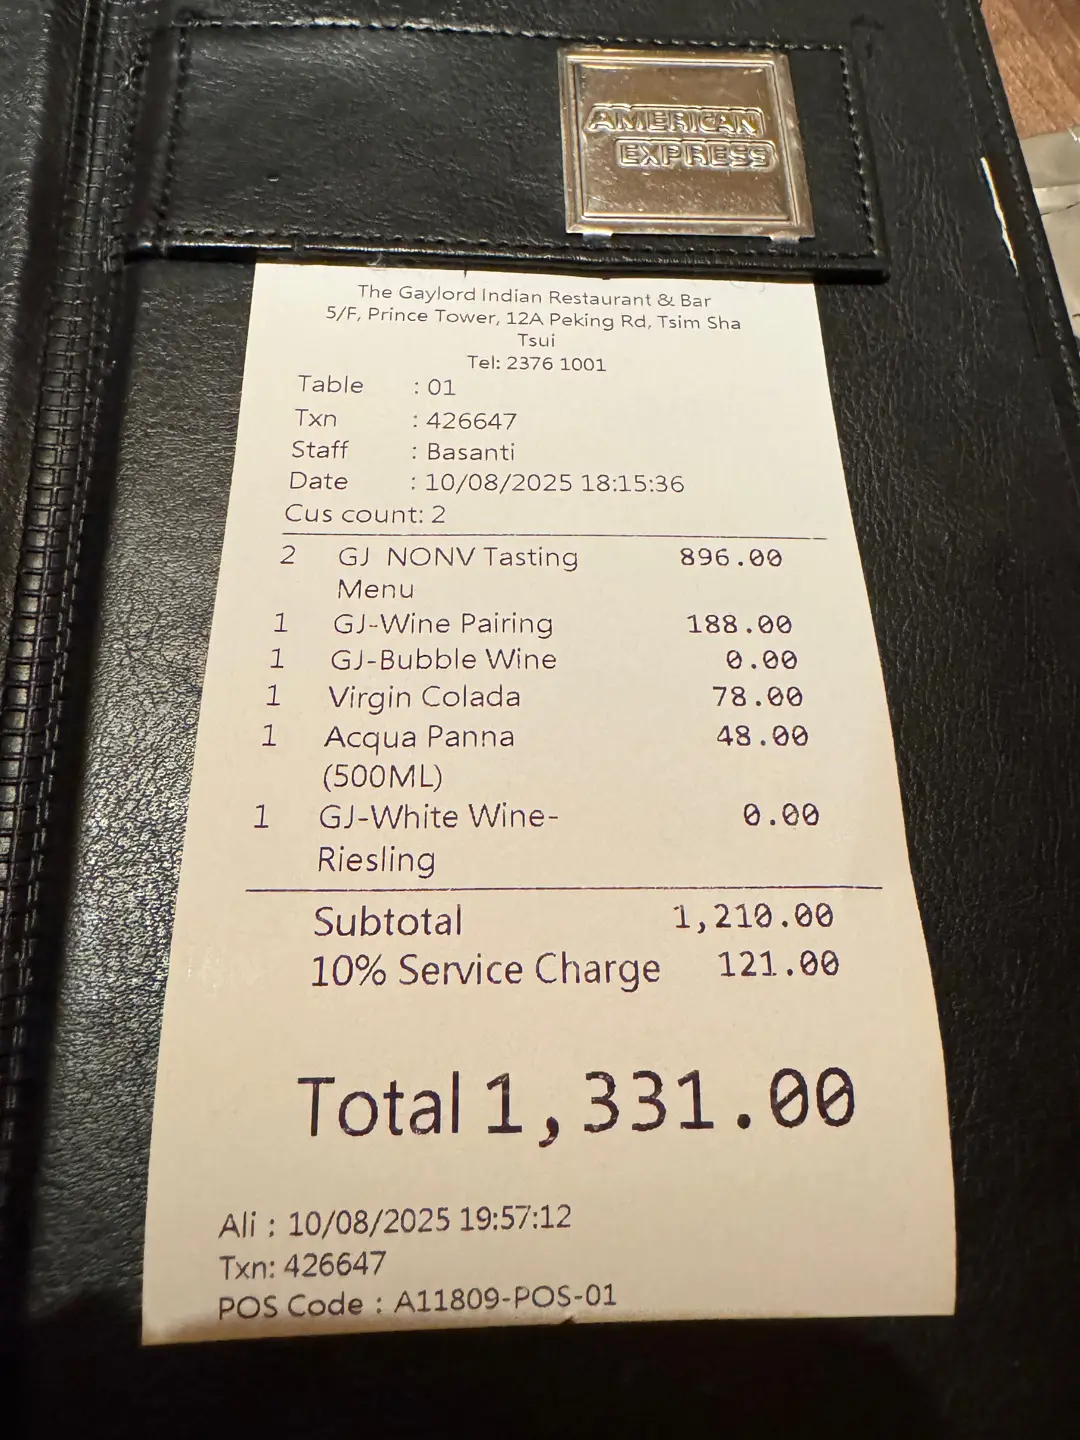 AMERICAN
EXPRESS
The Gaylord Indian Restaurant & Bar
5/F, Prince Tower, 12A Peking Rd, Tsim Sha
Tsui
Tel: 2376 1001
Table : 01
Txn : 426647
Staff : Basanti
Date : 10/08/2025 18:15:36
Cus count: 2
2 GJ NONV Tasting 896.00
Menu
1 GJ-Wine Pairing 188.00
1 GJ-Bubble Wine 0.00
1 Virgin Colada 78.00
1 Acqua Panna 48.00
(500ML)
1 GJ-White Wine- 0.00
Riesling
Subtotal 1,210.00
10% Service Charge 121.00
Total 1,331.00
Ali : 10/08/2025 19:57:12
Txn: 426647
POS Code : A11809-POS-01